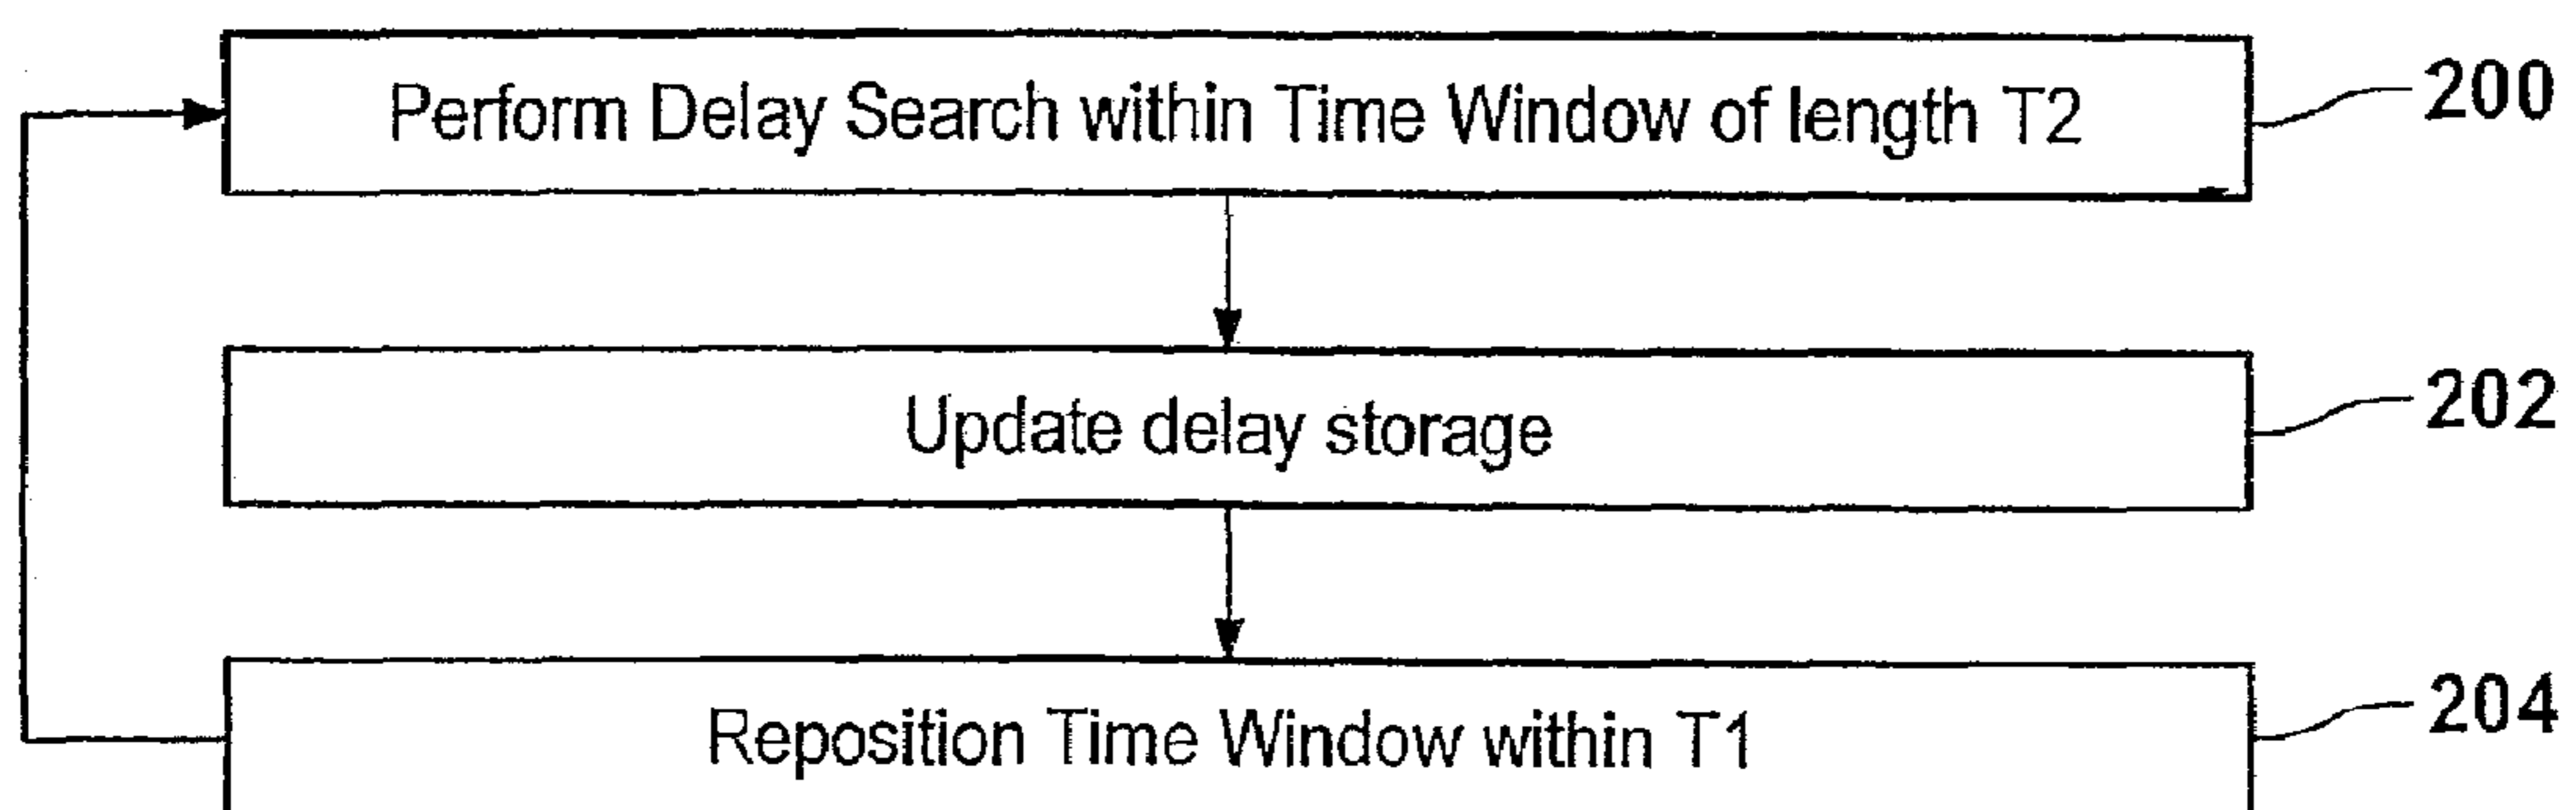 Perform Delay Search within Time Window of length T2
200
Update delay storage
202
Reposition Time Window within T1
204